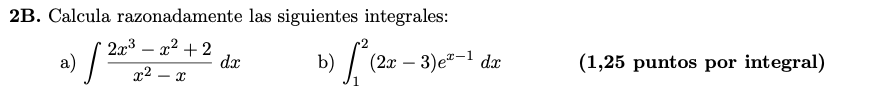 2B. Calcula razonadamente las siguientes integrales:
a) ∫ (2x³ − x² + 2)/(x² − x) dx b) ∫₁² (2x − 3)eˣ⁻¹ dx (1,25 puntos por integral)